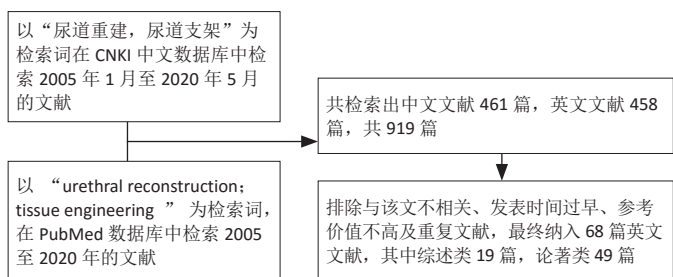 以“尿道重建，尿道支架”为
检索词在 CNKI 中文数据库中检
索 2005 年 1 月至 2020 年 5 月
的文献
以 “urethral reconstruction；
tissue engineering ” 为检索词，
在 PubMed 数据库中检索 2005
至 2020 年的文献
共检索出中文文献 461 篇，英文文献 458
篇，共 919 篇
排除与该文不相关、发表时间过早、参考
价值不高及重复文献，最终纳入 68 篇英文
文献，其中综述类 19 篇，论著类 49 篇